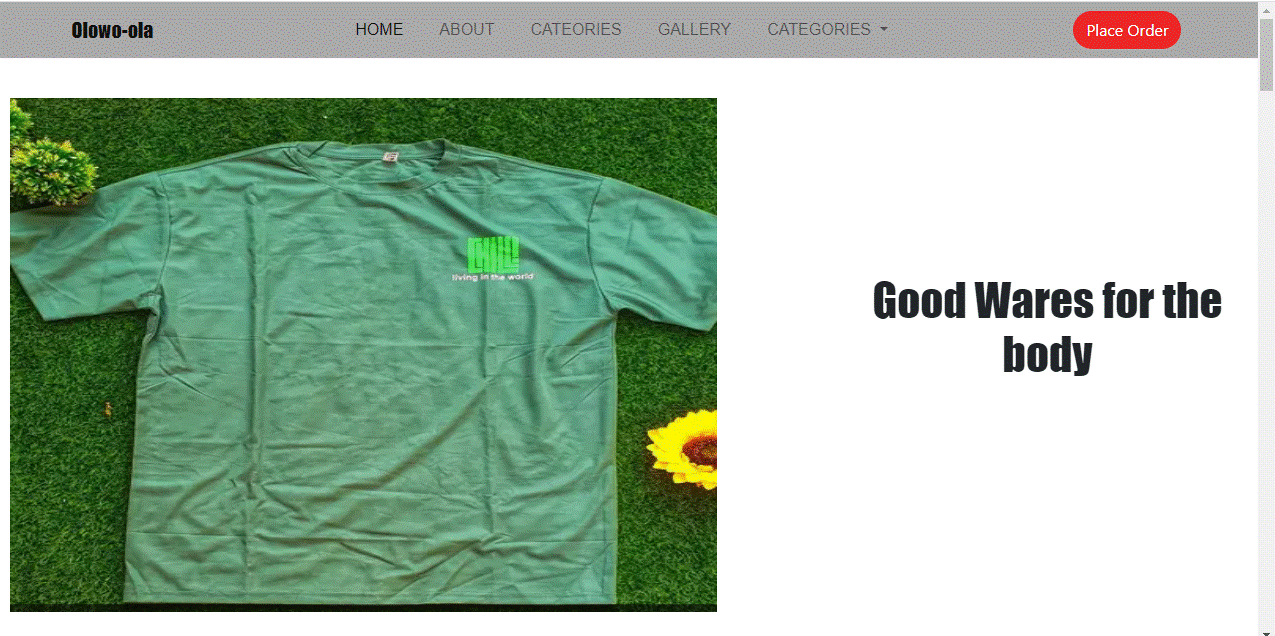 Olowo-ola
HOME ABOUT CATEORIES GALLERY CATEGORIES
Place Order
living in the world
Good Wares for the
body